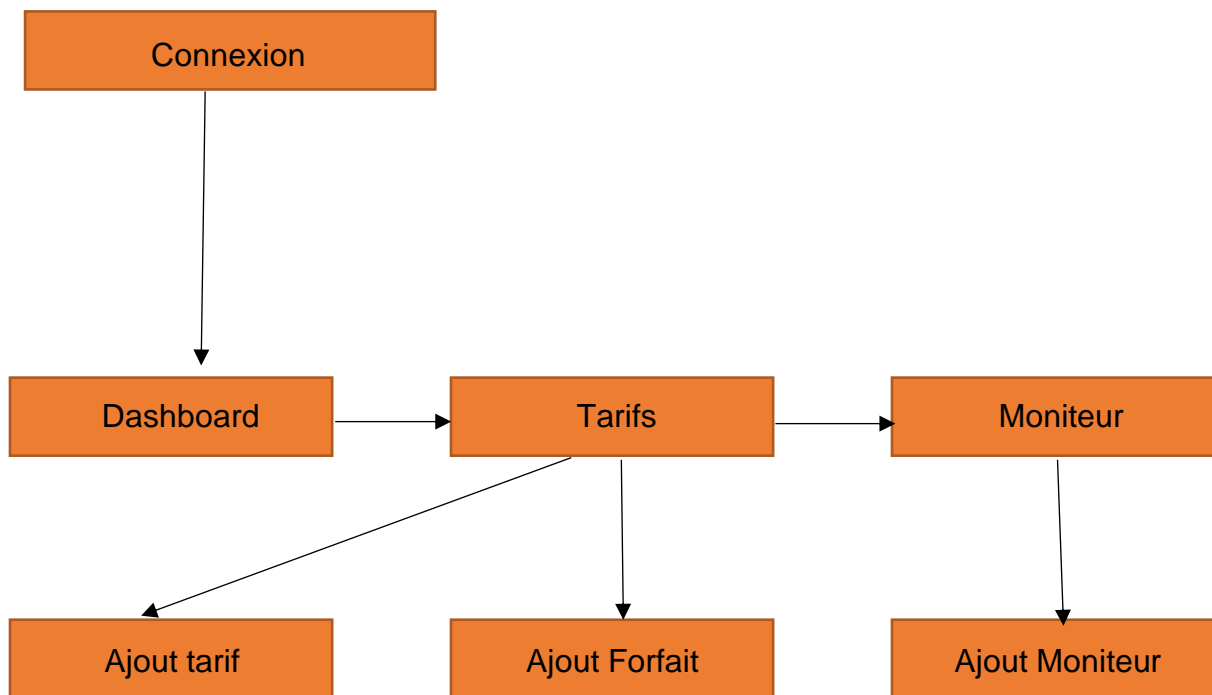 Connexion
Dashboard
Tarifs
Moniteur
Ajout tarif
Ajout Forfait
Ajout Moniteur